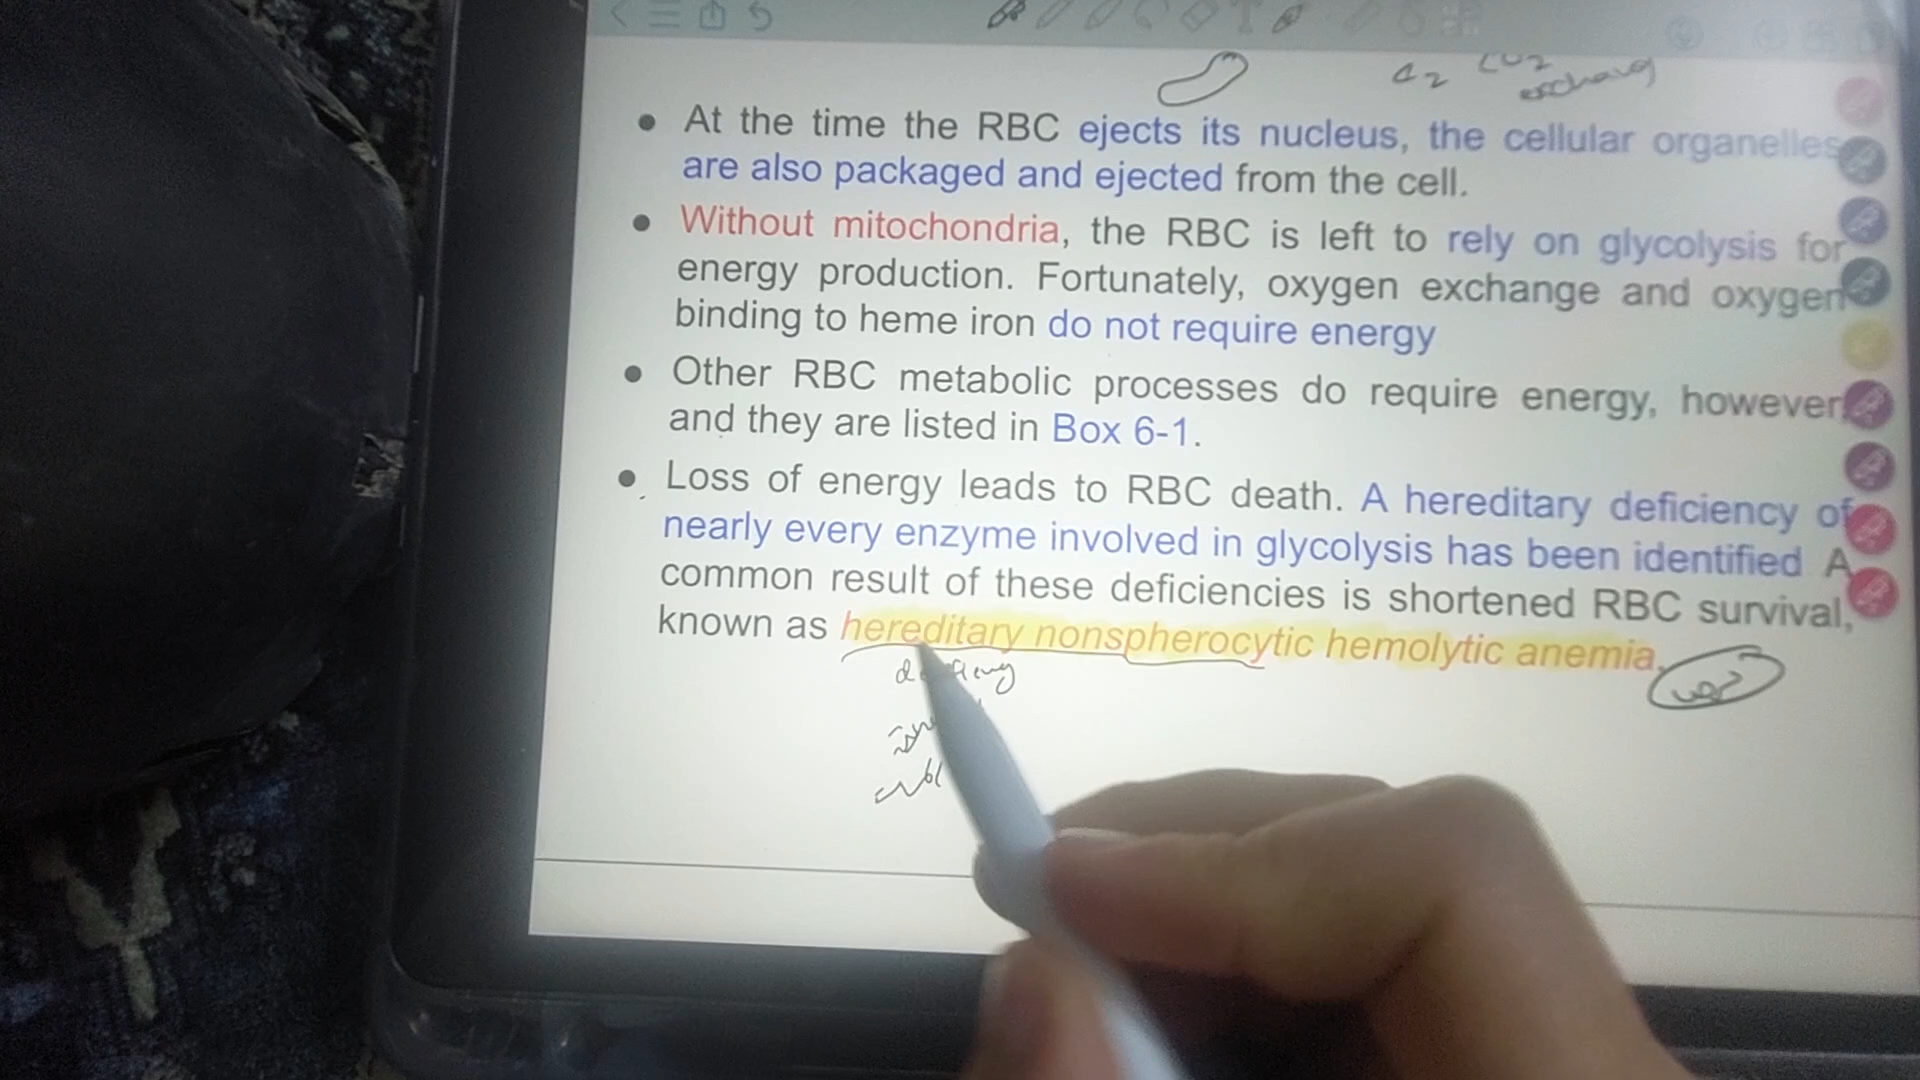 exchang
• At the time the RBC ejects its nucleus, the cellular organelles
are also packaged and ejected from the cell.
• Without mitochondria, the RBC is left to rely on glycolysis for
energy production. Fortunately, oxygen exchange and oxygen
binding to heme iron do not require energy
• Other RBC metabolic processes do require energy, however
and they are listed in Box 6-1.
• Loss of energy leads to RBC death. A hereditary deficiency of
nearly every enzyme involved in glycolysis has been identified A
common result of these deficiencies is shortened RBC survival,
known as hereditary nonspherocytic hemolytic anemia.